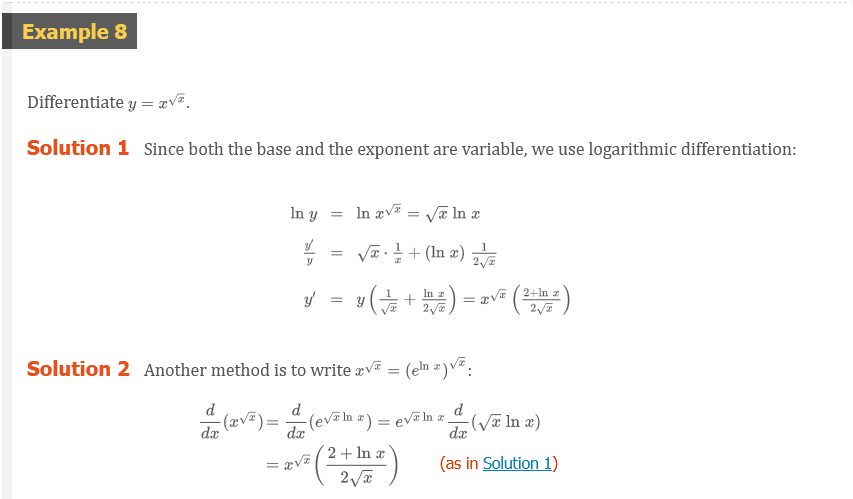 Example 8
Differentiate $y = x^{\sqrt{x}}$.
Solution 1 Since both the base and the exponent are variable, we use logarithmic differentiation:
$\ln y = \ln x^{\sqrt{x}} = \sqrt{x} \ln x$
$\frac{y'}{y} = \sqrt{x} \cdot \frac{1}{x} + (\ln x) \frac{1}{2\sqrt{x}}$
$y' = y \left( \frac{1}{\sqrt{x}} + \frac{\ln x}{2\sqrt{x}} \right) = x^{\sqrt{x}} \left( \frac{2+\ln x}{2\sqrt{x}} \right)$
Solution 2 Another method is to write $x^{\sqrt{x}} = (e^{\ln x})^{\sqrt{x}}$:
$\frac{d}{dx}(x^{\sqrt{x}}) = \frac{d}{dx}(e^{\sqrt{x} \ln x}) = e^{\sqrt{x} \ln x} \frac{d}{dx}(\sqrt{x} \ln x)$
$= x^{\sqrt{x}} \left( \frac{2 + \ln x}{2\sqrt{x}} \right)$ (as in Solution 1)